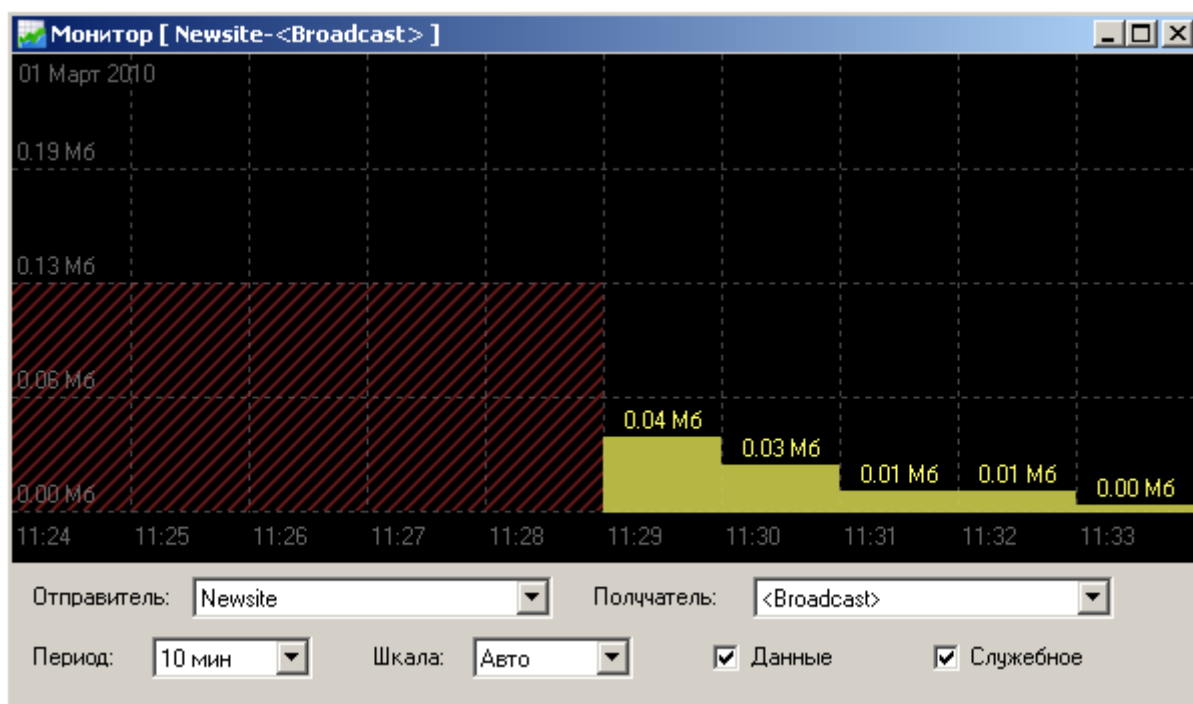 Монитор [ Newsite-<Broadcast> ]
01 Март 2010
0.19 Мб
0.13 Мб
0.06 Мб
0.04 Мб
0.03 Мб
0.01 Мб 0.01 Мб
0.00 Мб 0.00 Мб
11:24 11:25 11:26 11:27 11:28 11:29 11:30 11:31 11:32 11:33
Отправитель: Newsite Полчатель: <Broadcast>
Период: 10 мин Шкала: Авто Данные Служебное